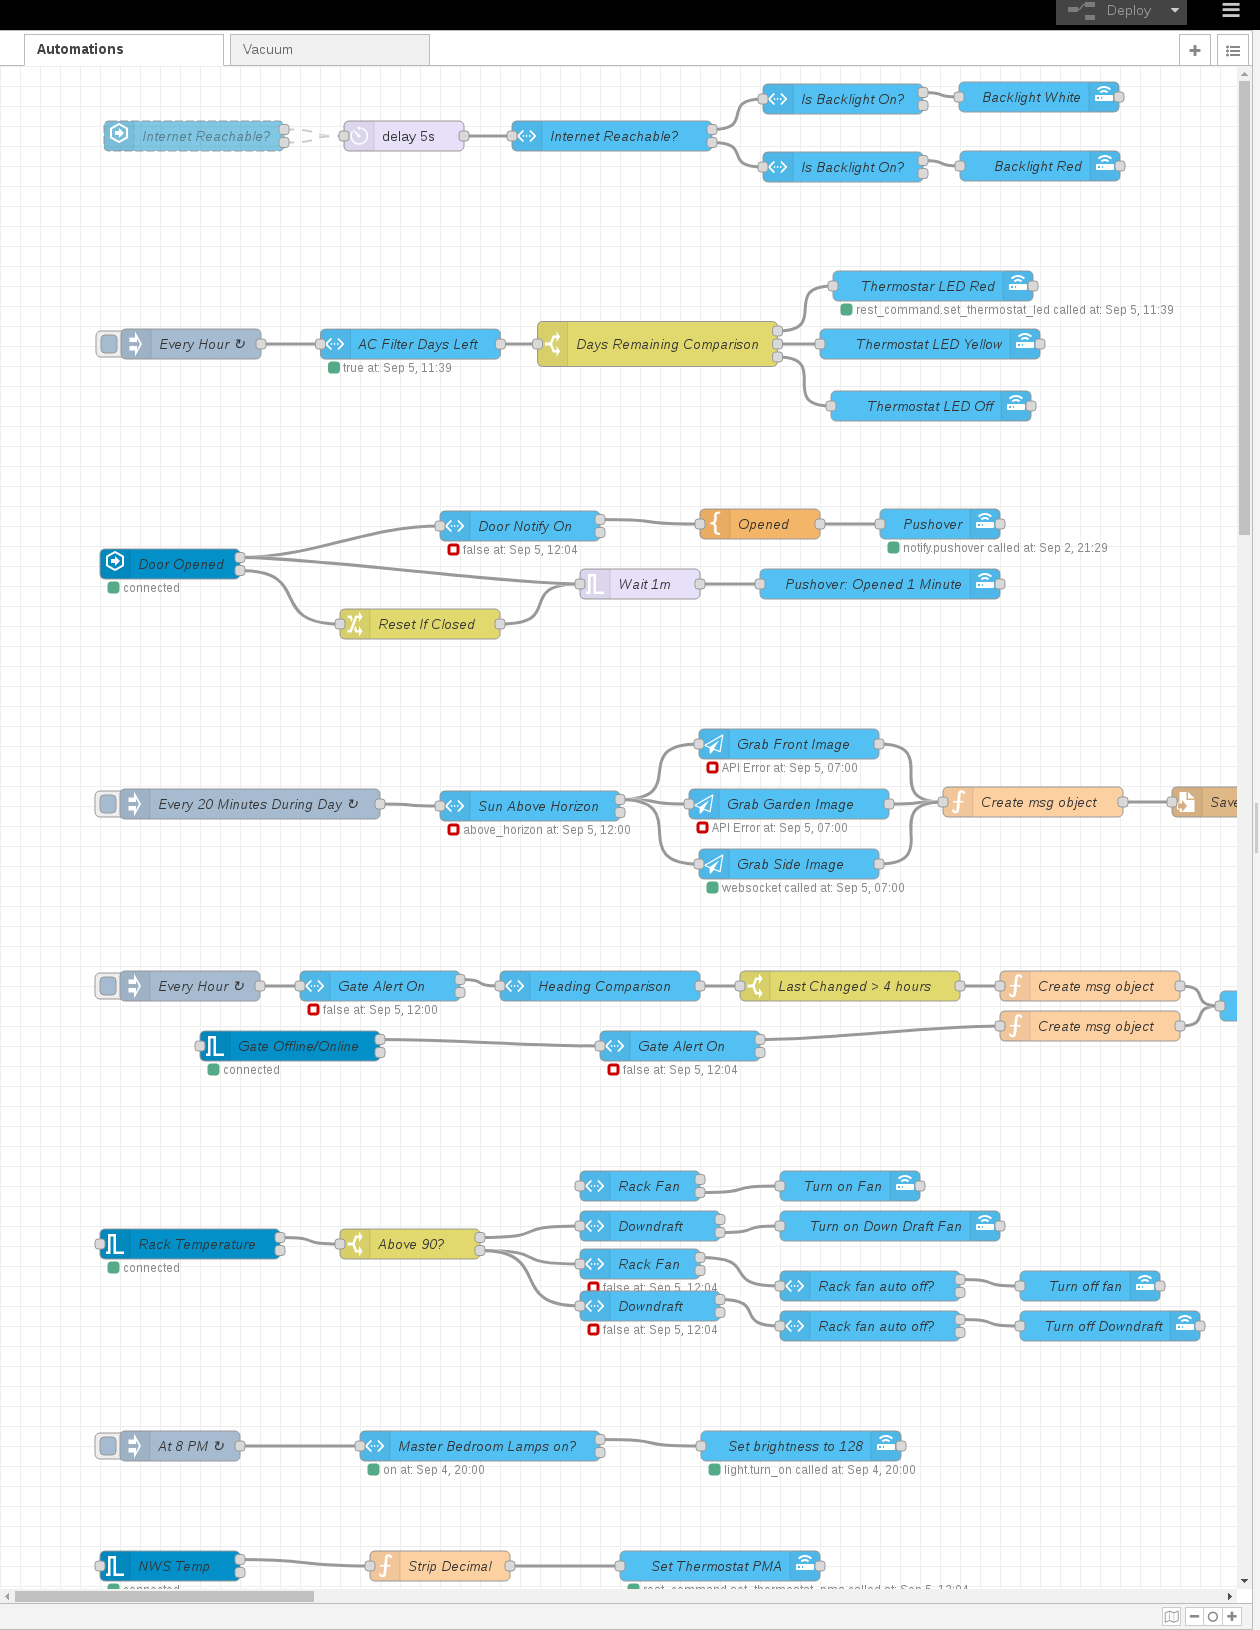 Deploy
Automations
Vacuum
Is Backlight On?
Backlight White
Internet Reachable?
delay 5s
Internet Reachable?
Is Backlight On?
Backlight Red
Thermostar LED Red
rest_command.set_thermostat_led called at: Sep 5, 11:39
Every Hour ↻
AC Filter Days Left
true at: Sep 5, 11:39
Days Remaining Comparison
Thermostat LED Yellow
Thermostat LED Off
Door Notify On
false at: Sep 5, 12:04
Opened
Pushover
notify.pushover called at: Sep 2, 21:29
Door Opened
connected
Wait 1m
Pushover: Opened 1 Minute
Reset If Closed
Grab Front Image
API Error at: Sep 5, 07:00
Every 20 Minutes During Day ↻
Sun Above Horizon
above_horizon at: Sep 5, 12:00
Grab Garden Image
API Error at: Sep 5, 07:00
Create msg object
Save
Grab Side Image
websocket called at: Sep 5, 07:00
Every Hour ↻
Gate Alert On
false at: Sep 5, 12:00
Heading Comparison
Last Changed > 4 hours
Create msg object
Create msg object
Gate Offline/Online
connected
Gate Alert On
false at: Sep 5, 12:04
Rack Fan
Turn on Fan
Downdraft
Turn on Down Draft Fan
Rack Temperature
connected
Above 90?
Rack Fan
false at: Sep 5, 12:04
Rack fan auto off?
Turn off fan
Downdraft
false at: Sep 5, 12:04
Rack fan auto off?
Turn off Downdraft
At 8 PM ↻
Master Bedroom Lamps on?
on at: Sep 4, 20:00
Set brightness to 128
light.turn_on called at: Sep 4, 20:00
NWS Temp
connected
Strip Decimal
Set Thermostat PMA
rest_command.set_thermostat_pma called at: Sep 5, 12:04